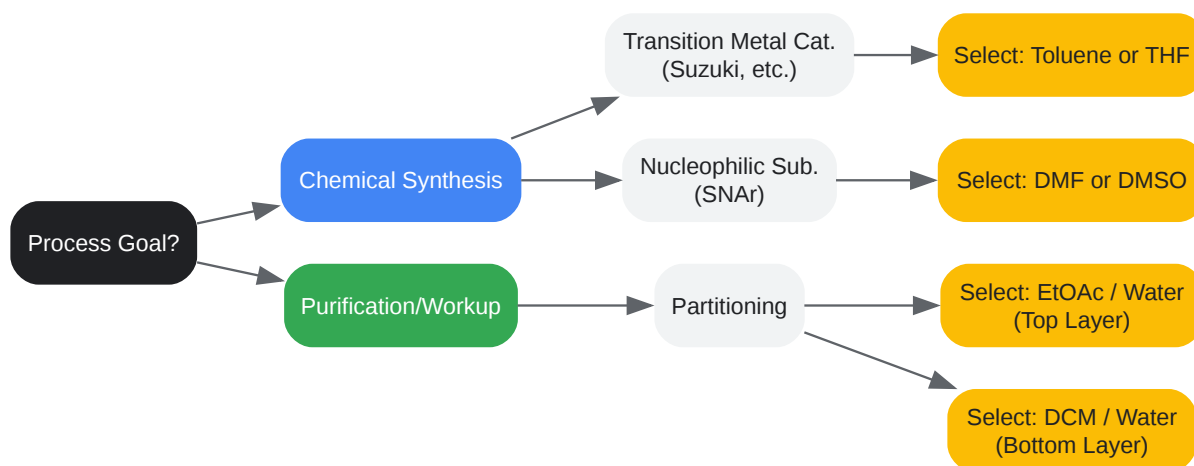 Transition Metal Cat.
(Suzuki, etc.)
Select: Toluene or THF
Chemical Synthesis
Nucleophilic Sub.
(SNAr)
Select: DMF or DMSO
Process Goal?
Purification/Workup
Partitioning
Select: EtOAc / Water
(Top Layer)
Select: DCM / Water
(Bottom Layer)